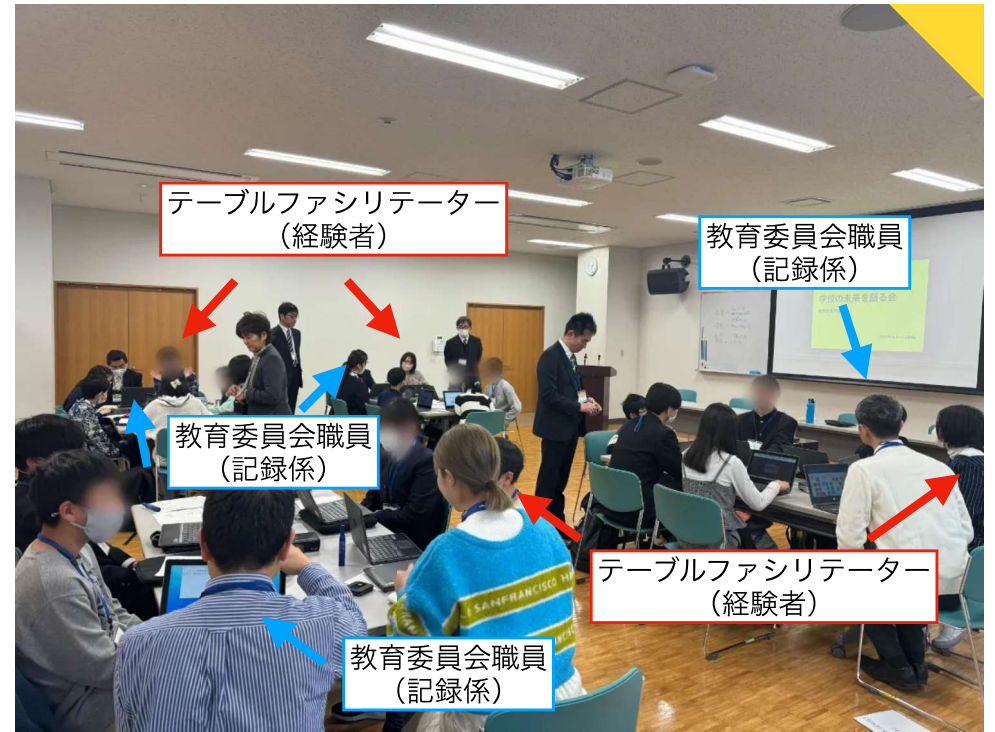 テーブルファシリテーター
（経験者）
教育委員会職員
（記録係）
学校の未来を語る会
教育委員会職員
（記録係）
テーブルファシリテーター
（経験者）
SANFRANCISCO
教育委員会職員
（記録係）